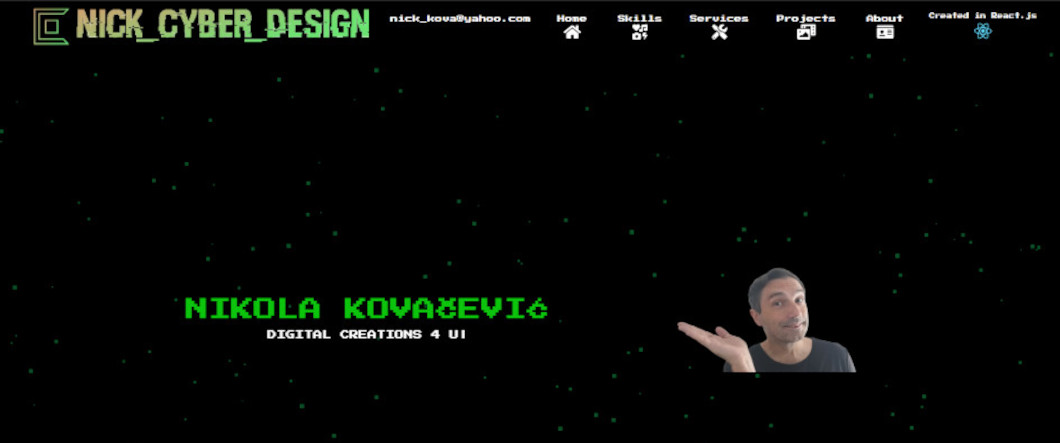 NICK_CYBER_DESIGN
nick_kova@yahoo.com
Home
Skills
Services
Projects
About
Created in React.js
NIKOLA KOVAČEVIć
DIGITAL CREATIONS 4 U|